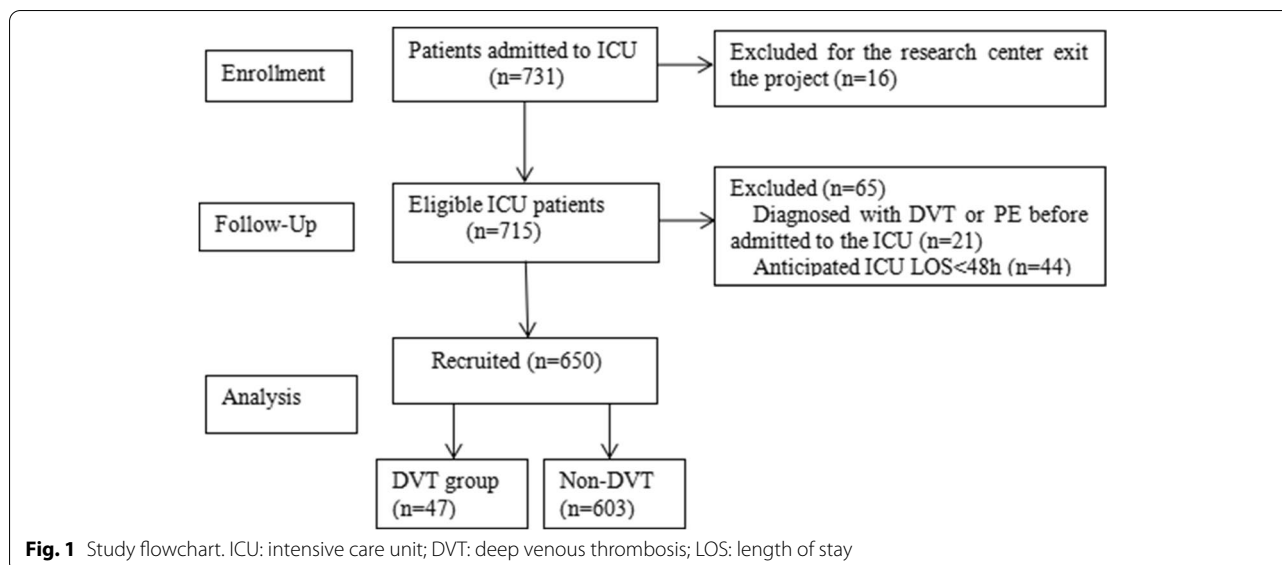 Enrollment
Patients admitted to ICU
(n=731)
Excluded for the research center exit
the project (n=16)
Follow-Up
Eligible ICU patients
(n=715)
Excluded (n=65)
Diagnosed with DVT or PE before
admitted to the ICU (n=21)
Anticipated ICU LOS<48h (n=44)
Analysis
Recruited (n=650)
DVT group
(n=47)
Non-DVT
(n=603)
Fig. 1 Study flowchart. ICU: intensive care unit; DVT: deep venous thrombosis; LOS: length of stay